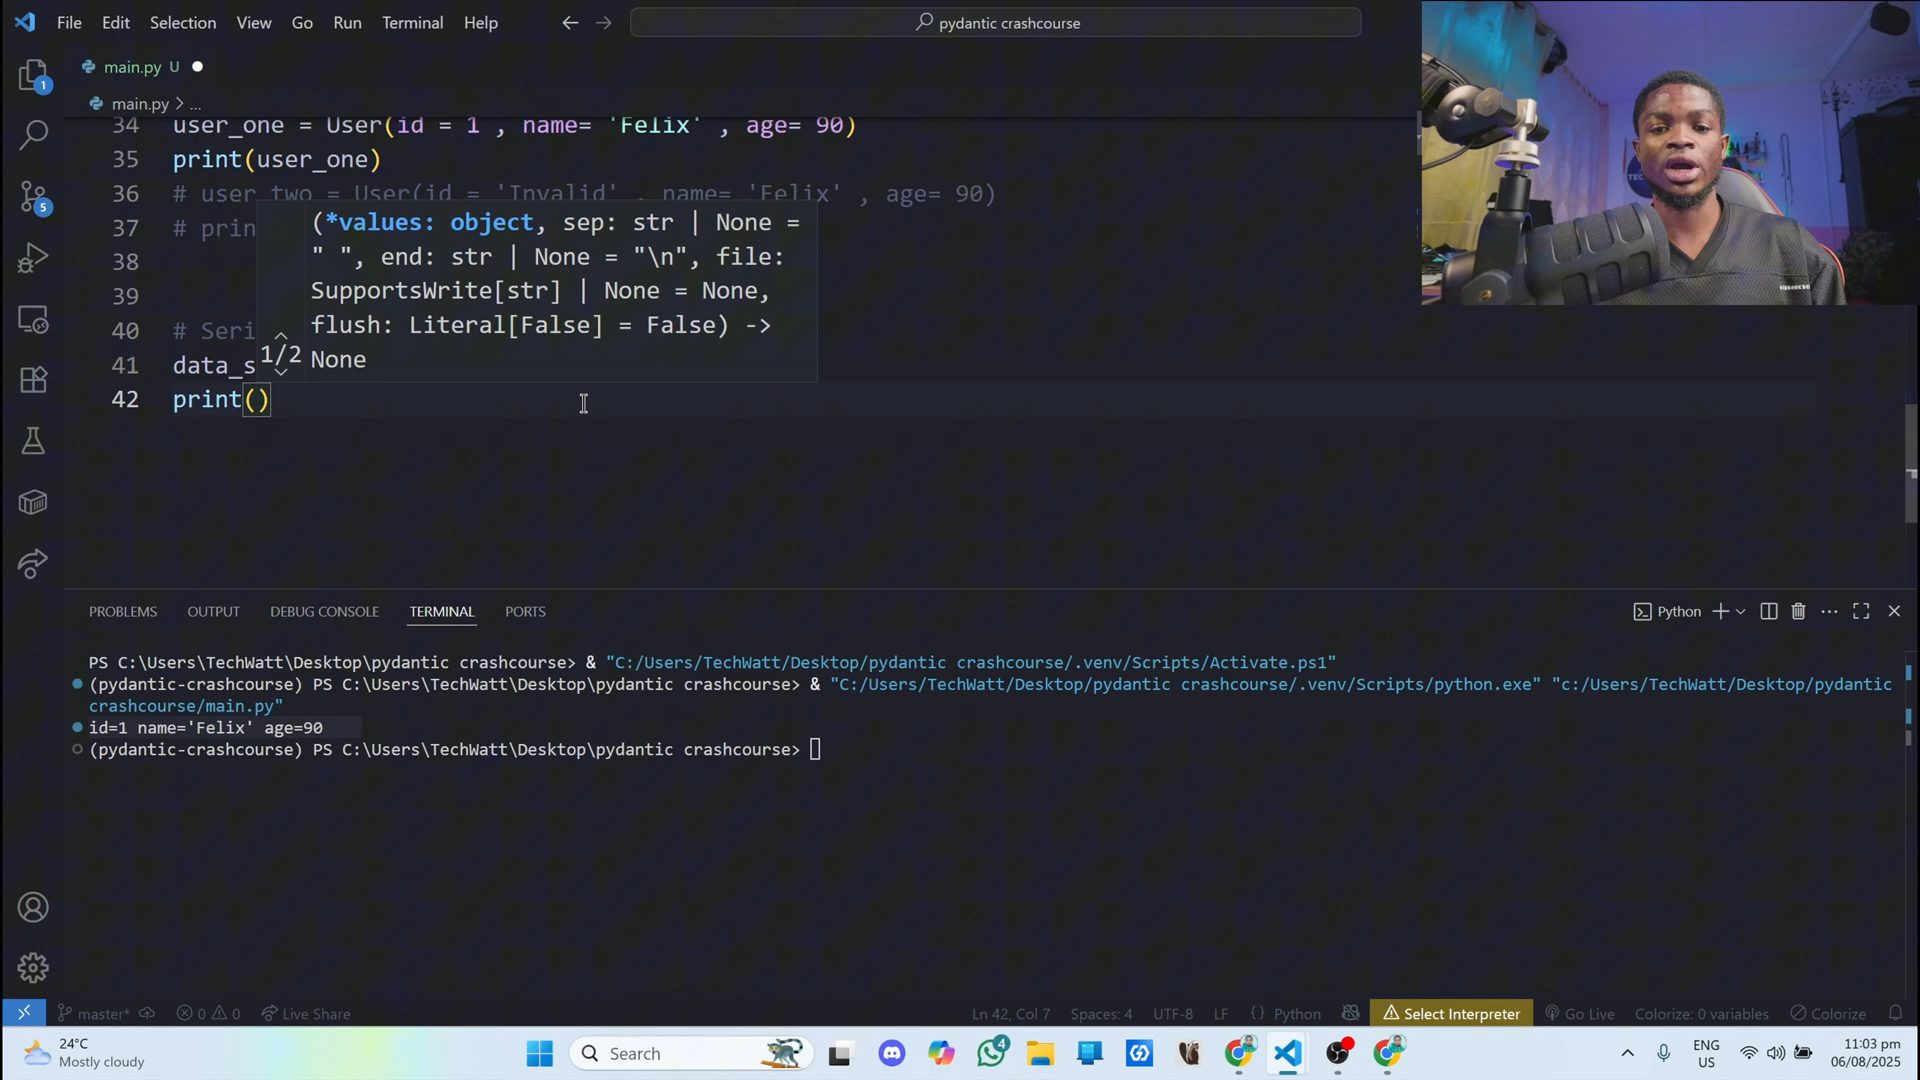 File Edit Selection View Go Run Terminal Help
pydantic crashcourse
main.py U
main.py > ...
34 user_one = User(id = 1 , name= 'Felix' , age= 90)
35 print(user_one)
36 # user_two = User(id = 'Invalid' , name= 'Felix' , age= 90)
37 # prin
38
39
40 # Seri
41 data_s
42 print()
(*values: object, sep: str | None =
" ", end: str | None = "\n", file:
SupportsWrite[str] | None = None,
flush: Literal[False] = False) ->
1/2 None
1
5
PROBLEMS OUTPUT DEBUG CONSOLE TERMINAL PORTS
Python
PS C:\Users\TechWatt\Desktop\pydantic crashcourse> & "C:/Users/TechWatt/Desktop/pydantic crashcourse/.venv/Scripts/Activate.ps1"
(pydantic-crashcourse) PS C:\Users\TechWatt\Desktop\pydantic crashcourse> & "C:/Users/TechWatt/Desktop/pydantic crashcourse/.venv/Scripts/python.exe" "c:/Users/TechWatt/Desktop/pydantic
crashcourse/main.py"
id=1 name='Felix' age=90
(pydantic-crashcourse) PS C:\Users\TechWatt\Desktop\pydantic crashcourse>
master* 0 0 Live Share Ln 42, Col 7 Spaces: 4 UTF-8 LF {} Python Select Interpreter Go Live Colorize: 0 variables Colorize
24°C
Mostly cloudy
Search
4
ENG
US
11:03 pm
06/08/2025